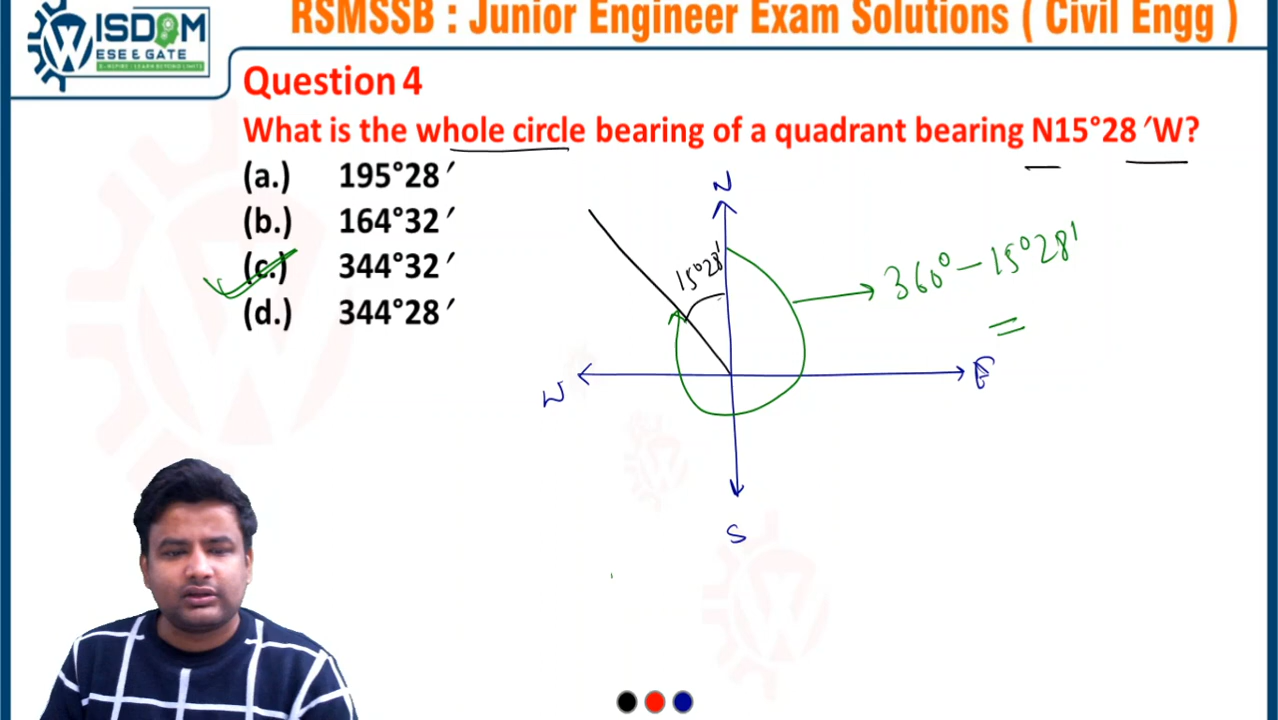 WISDOM
ESE & GATE
RSMSSB : Junior Engineer Exam Solutions ( Civil Engg )
Question 4
What is the whole circle bearing of a quadrant bearing N15°28 ′W?
(a.) 195°28 ′
(b.) 164°32 ′
(c.) 344°32 ′
(d.) 344°28 ′
N
15°28'
360° - 15°28'
=
W
E
S